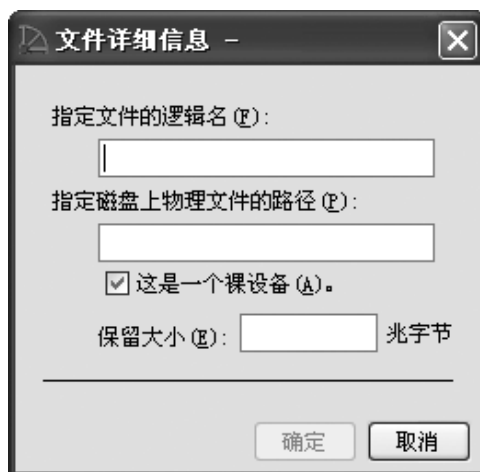 文件详细信息 -
指定文件的逻辑名(F):
指定磁盘上物理文件的路径(P):
这是一个裸设备(A)。
保留大小(E): 兆字节
确定 取消